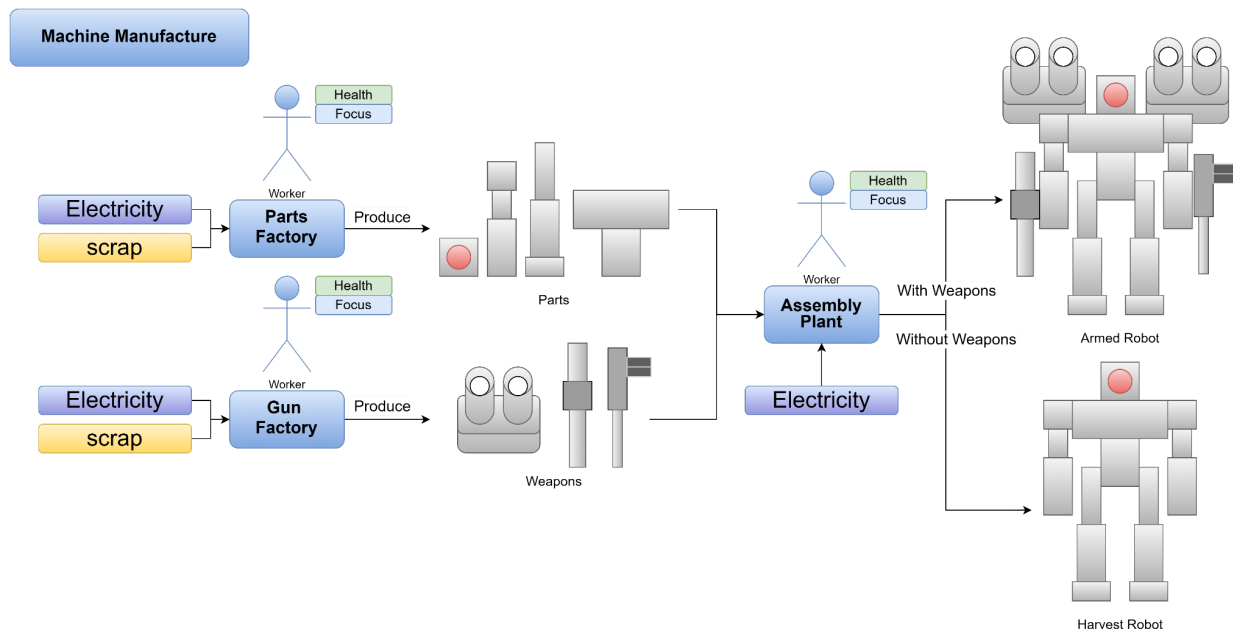 Machine Manufacture
Health
Focus
Worker
Electricity
scrap
Parts
Factory
Produce
Parts
Health
Focus
Worker
Electricity
scrap
Gun
Factory
Produce
Weapons
Health
Focus
Worker
Assembly
Plant
Electricity
With Weapons
Without Weapons
Armed Robot
Harvest Robot